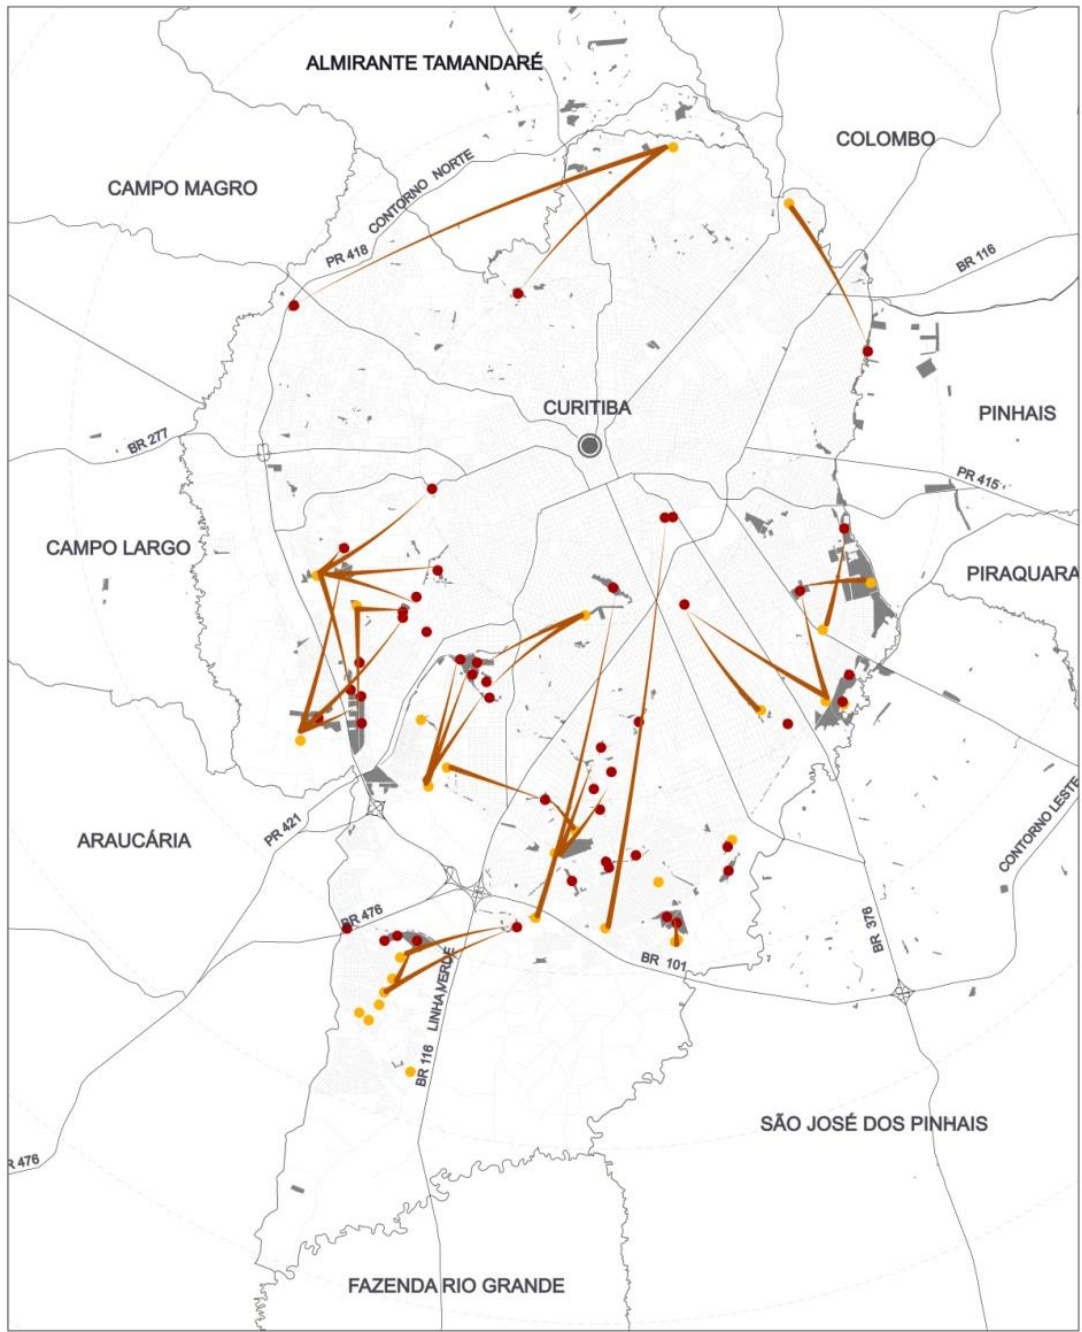 ALMIRANTE TAMANDARÉ
COLOMBO
CONTORNO NORTE
CAMPO MAGRO
PR 418
BR 116
CURITIBA
PINHAIS
BR 277
PR 415
CAMPO LARGO
PIRAQUARA
ARAUCÁRIA
PR 421
CONTORNO LESTE
BR 476
BR 376
BR 101
BR 116 LINHA VERDE
SÃO JOSÉ DOS PINHAIS
R 476
FAZENDA RIO GRANDE